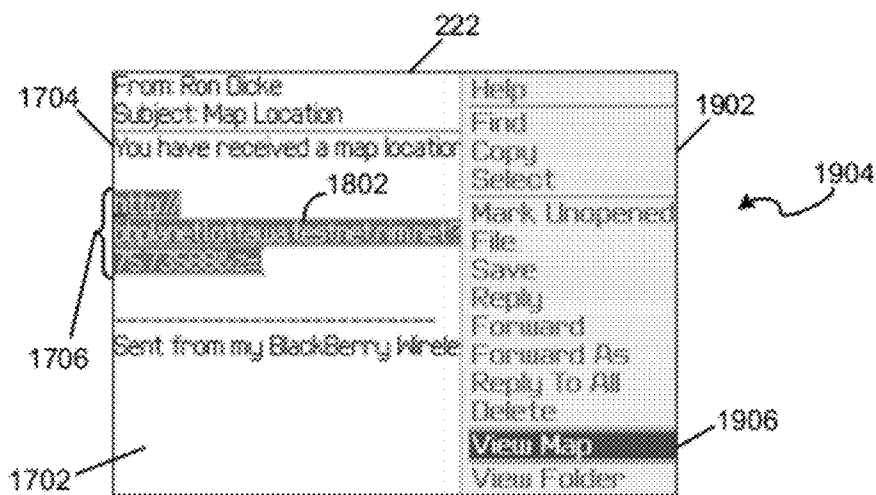 222
From: Ron Dicke
Subject: Map Location
You have received a map location
1704
1802
1706
Sent from my BlackBerry Wirele
1702
Help
Find
Copy
Select
Mark Unopened
File
Save
Reply
Forward
Forward As
Reply To All
Delete
View Map
View Folder
1902
1904
1906